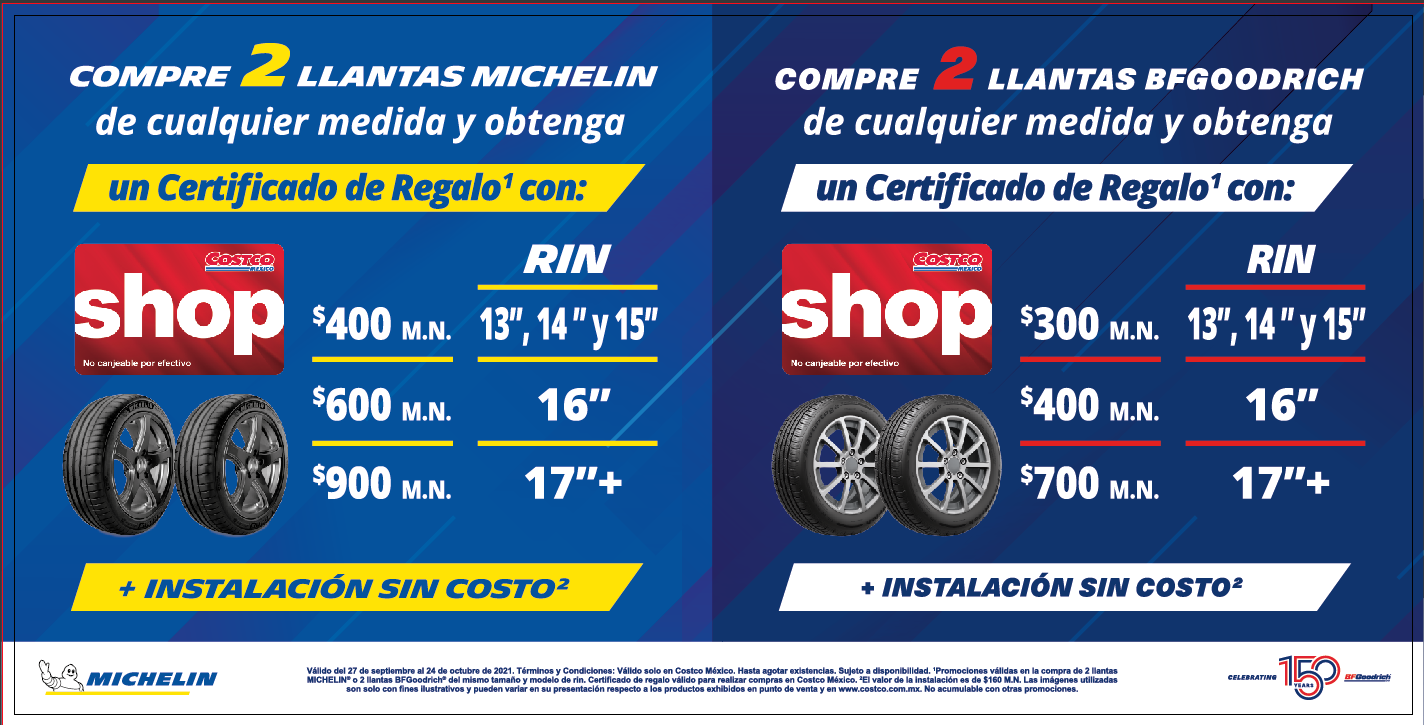 COMPRE 2 LLANTAS MICHELIN
de cualquier medida y obtenga
un Certificado de Regalo¹ con:
COSTCO
MEXICO
shop
No canjeable por efectivo
RIN
$400 M.N. 13”, 14 ” y 15”
$600 M.N. 16”
$900 M.N. 17”+
+ INSTALACIÓN SIN COSTO²
COMPRE 2 LLANTAS BFGOODRICH
de cualquier medida y obtenga
un Certificado de Regalo¹ con:
COSTCO
MEXICO
shop
No canjeable por efectivo
RIN
$300 M.N. 13”, 14 ” y 15”
$400 M.N. 16”
$700 M.N. 17”+
+ INSTALACIÓN SIN COSTO²
MICHELIN
Válido del 27 de septiembre al 24 de octubre de 2021. Términos y Condiciones: Válido solo en Costco México. Hasta agotar existencias. Sujeto a disponibilidad. ¹Promociones válidas en la compra de 2 llantas
MICHELIN® o 2 llantas BFGoodrich® del mismo tamaño y modelo de rin. Certificado de regalo válido para realizar compras en Costco México. ²El valor de la instalación es de $160 M.N. Las imágenes utilizadas
son solo con fines ilustrativos y pueden variar en su presentación respecto a los productos exhibidos en punto de venta y en www.costco.com.mx. No acumulable con otras promociones.
CELEBRATING 150 YEARS BFGoodrich